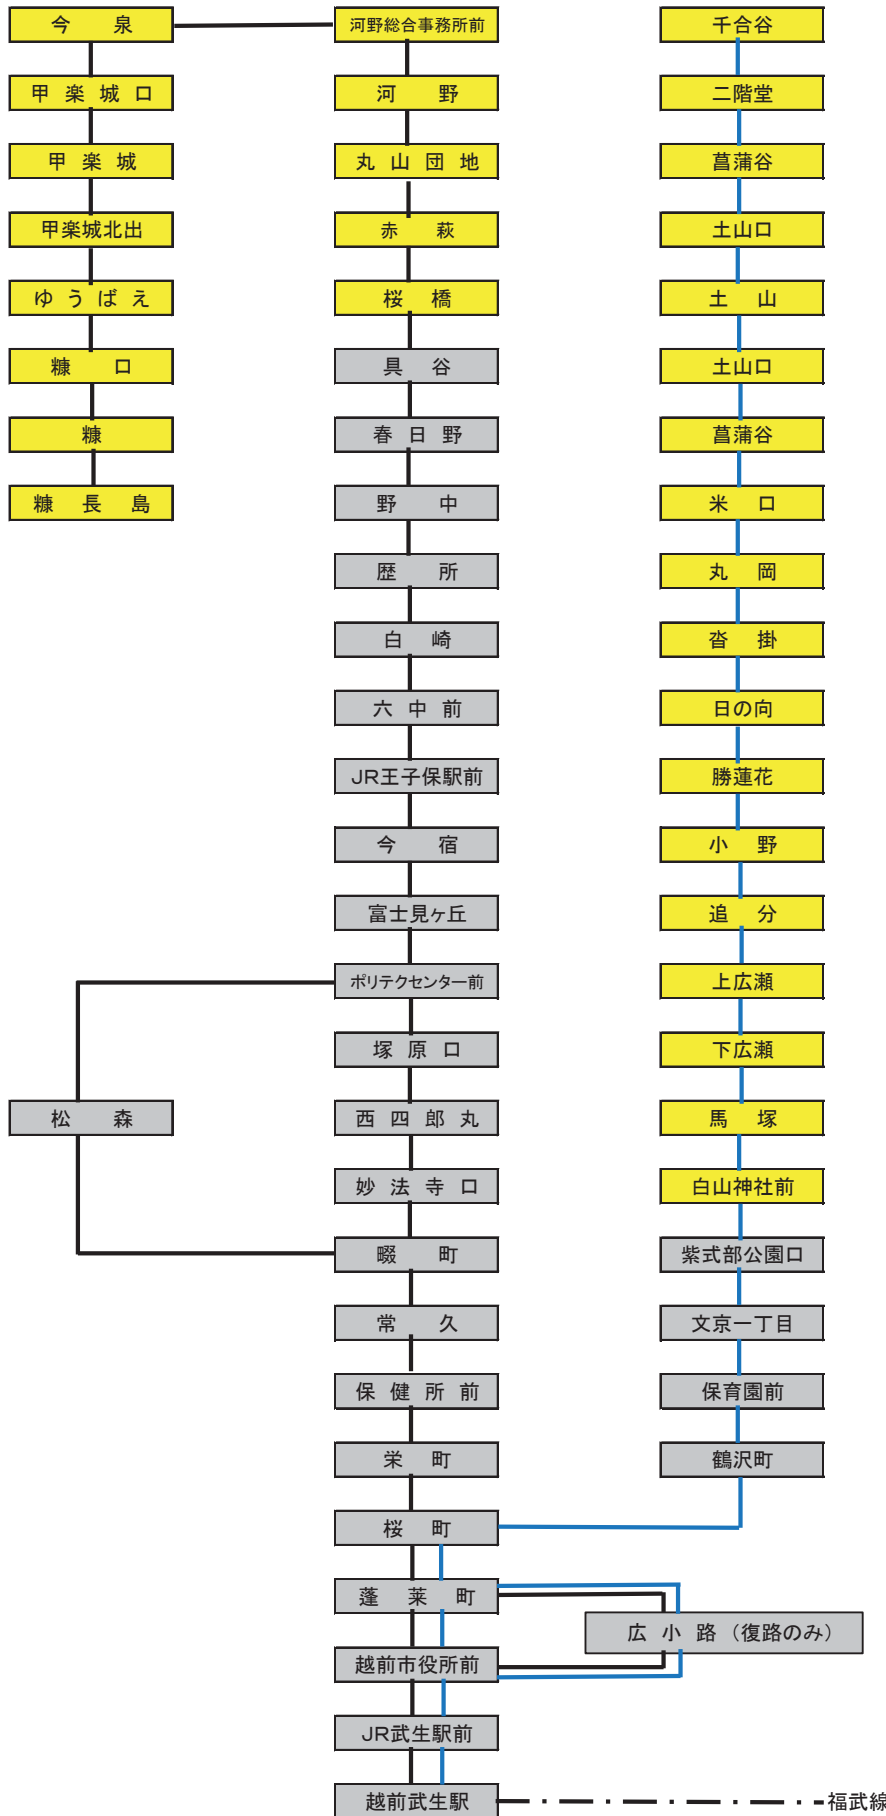 今泉
甲楽城口
甲楽城
甲楽城北出
ゆうばえ
糠口
糠
糠長島
松森
河野総合事務所前
河野
丸山団地
赤萩
桜橋
具谷
春日野
野中
歴所
白崎
六中前
JR王子保駅前
今宿
富士見ヶ丘
ポリテクセンター前
塚原口
西四郎丸
妙法寺口
畷町
常久
保健所前
栄町
桜町
蓬莱町
越前市役所前
JR武生駅前
越前武生駅
千合谷
二階堂
菖蒲谷
土山口
土山
土山口
菖蒲谷
米口
丸岡
沓掛
日の向
勝蓮花
小野
追分
上広瀬
下広瀬
馬塚
白山神社前
紫式部公園口
文京一丁目
保育園前
鶴沢町
広小路（復路のみ）
福武線